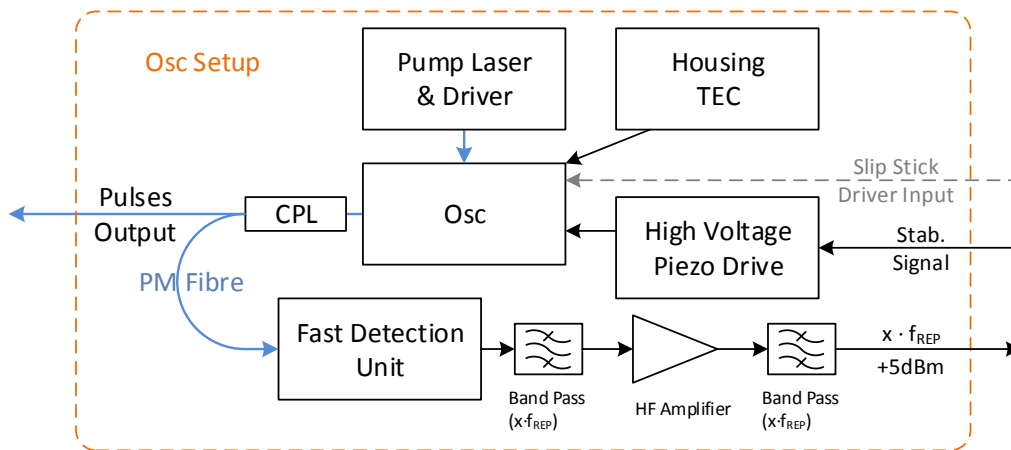 Osc Setup
Pump Laser
& Driver
Housing
TEC
Slip Stick
Driver Input
Pulses
Output
CPL
Osc
High Voltage
Piezo Drive
Stab.
Signal
PM Fibre
Fast Detection
Unit
Band Pass
(x·fREP)
HF Amplifier
Band Pass
(x·fREP)
x · fREP
+5dBm